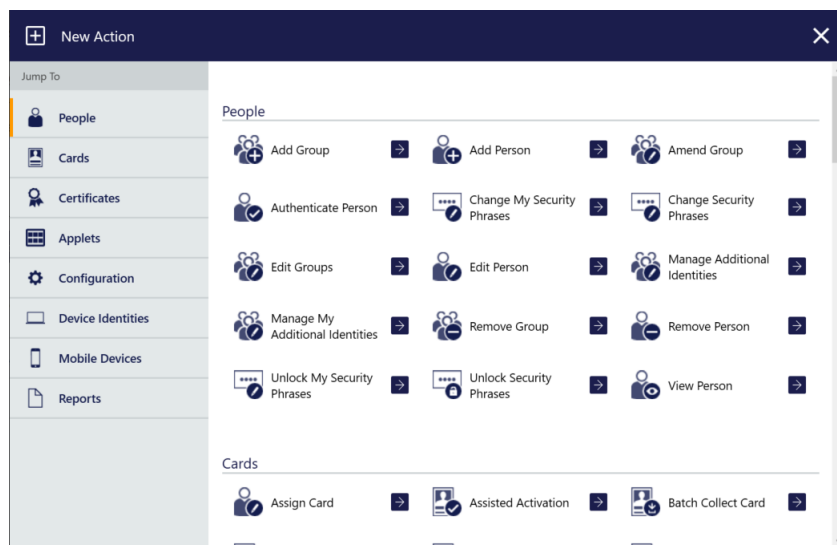 New Action
Jump To
People
Cards
Certificates
Applets
Configuration
Device Identities
Mobile Devices
Reports
People
Add Group
Add Person
Amend Group
Authenticate Person
Change My Security
Phrases
Change Security
Phrases
Edit Groups
Edit Person
Manage Additional
Identities
Manage My
Additional Identities
Remove Group
Remove Person
Unlock My Security
Phrases
Unlock Security
Phrases
View Person
Cards
Assign Card
Assisted Activation
Batch Collect Card